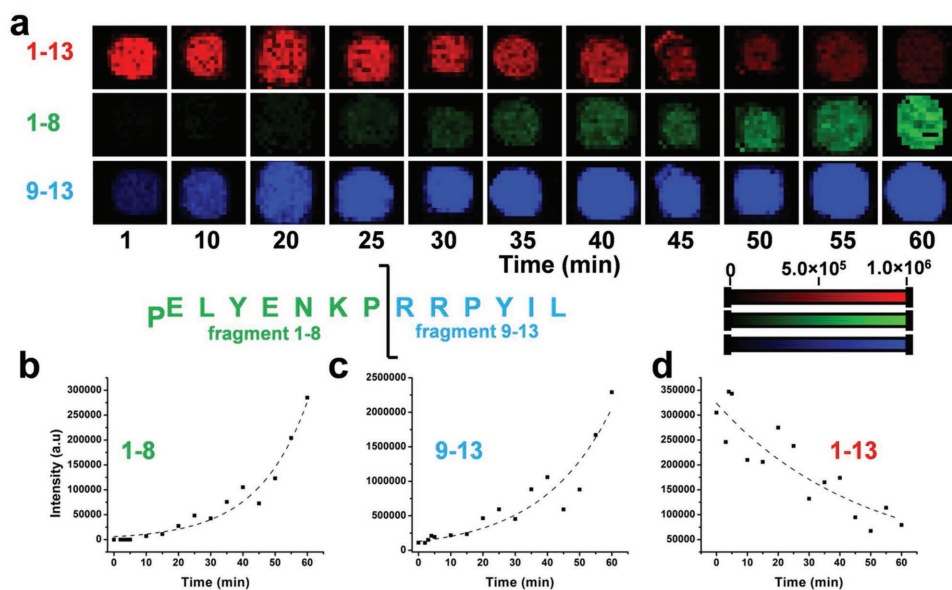 a
1-13
1-8
9-13
1 10 20 25 30 35 40 45 50 55 60
Time (min)
0 5.0×10⁵ 1.0×10⁶
PELYENKP RRPYIL
fragment 1-8 fragment 9-13
b
300000
250000
200000
150000
100000
50000
0
Intensity (a.u)
1-8
0 10 20 30 40 50 60
Time (min)
c
2500000
2000000
1500000
1000000
500000
0
9-13
0 10 20 30 40 50 60
Time (min)
d
350000
300000
250000
200000
150000
100000
50000
0
1-13
0 10 20 30 40 50 60
Time (min)